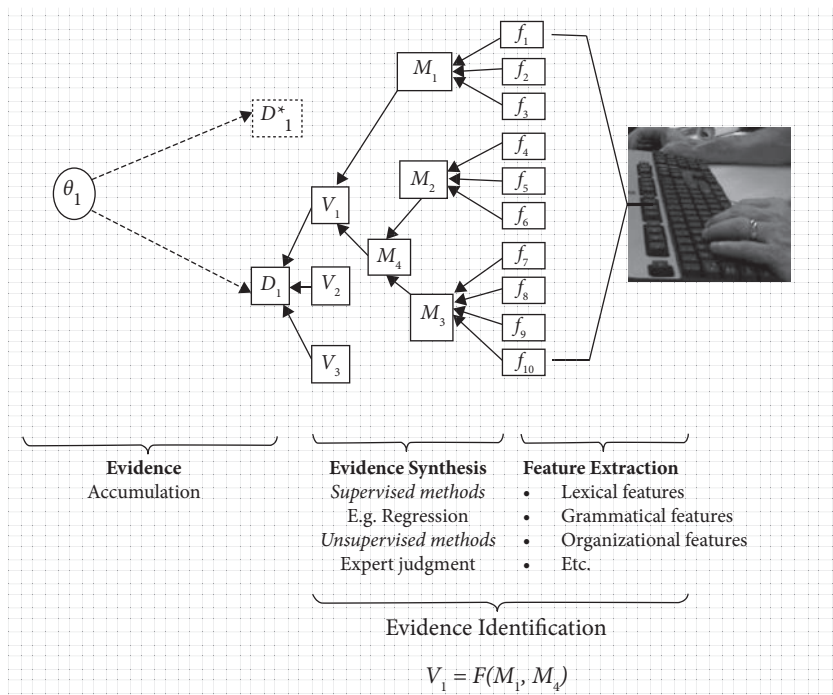 f₁
M₁
f₂
f₃
D*₁
f₄
M₂
f₅
θ₁
V₁
f₆
M₄
f₇
D₁
V₂
f₈
M₃
f₉
V₃
f₁₀
Evidence
Accumulation
Evidence Synthesis
Supervised methods
E.g. Regression
Unsupervised methods
Expert judgment
Feature Extraction
• Lexical features
• Grammatical features
• Organizational features
• Etc.
Evidence Identification
V₁ = F(M₁, M₄)